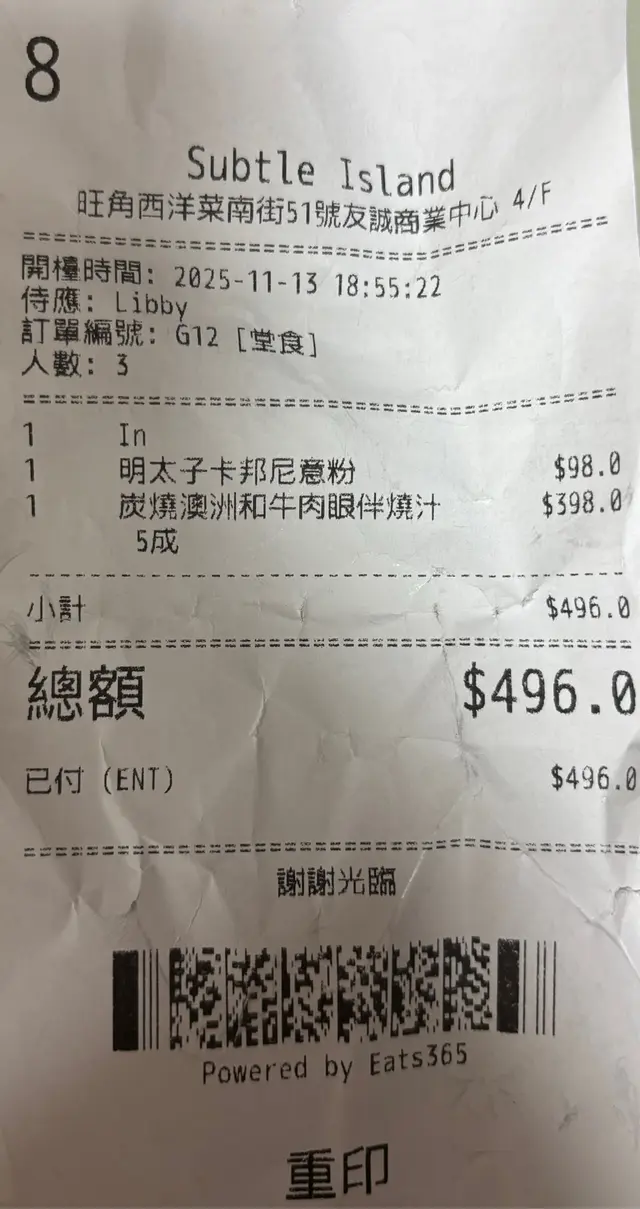 8
Subtle Island
旺角西洋菜南街51號友誠商業中心 4/F
開檯時間: 2025-11-13 18:55:22
侍應: Libby
訂單編號: G12 [堂食]
人數: 3
1 In
1 明太子卡邦尼意粉 $98.0
1 炭燒澳洲和牛肉眼伴燒汁 $398.0
5成
小計 $496.0
總額 $496.0
已付 (ENT) $496.0
謝謝光臨
Powered by Eats365
重印